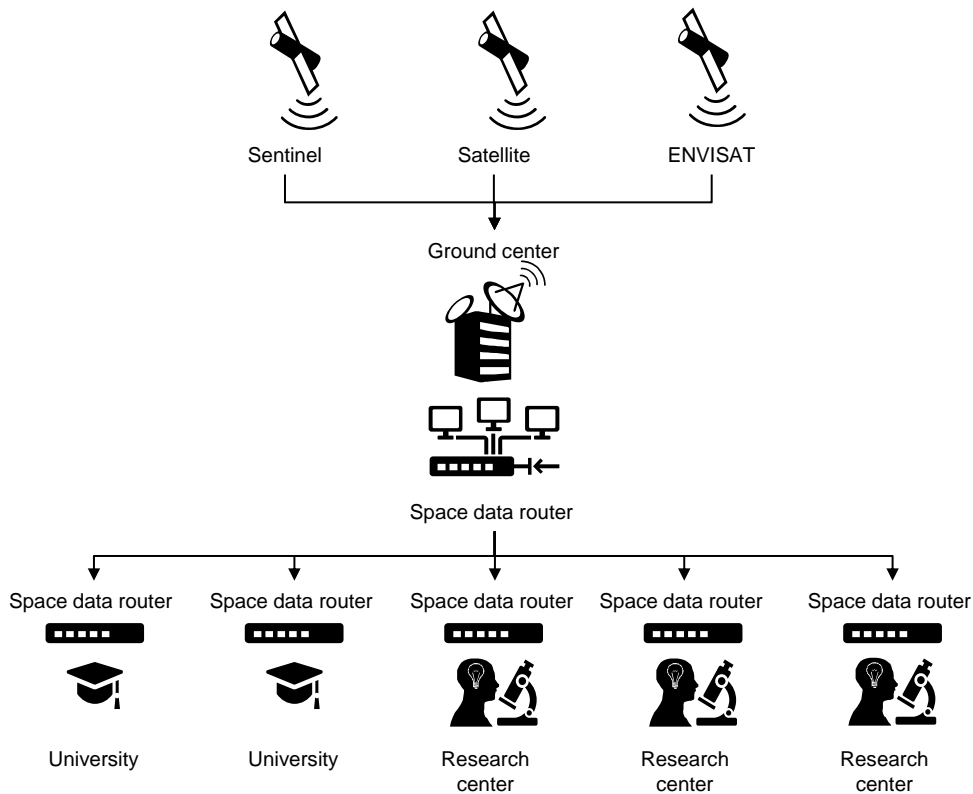 Sentinel
Satellite
ENVISAT
Ground center
Space data router
Space data router
Space data router
Space data router
Space data router
Space data router
University
University
Research
center
Research
center
Research
center